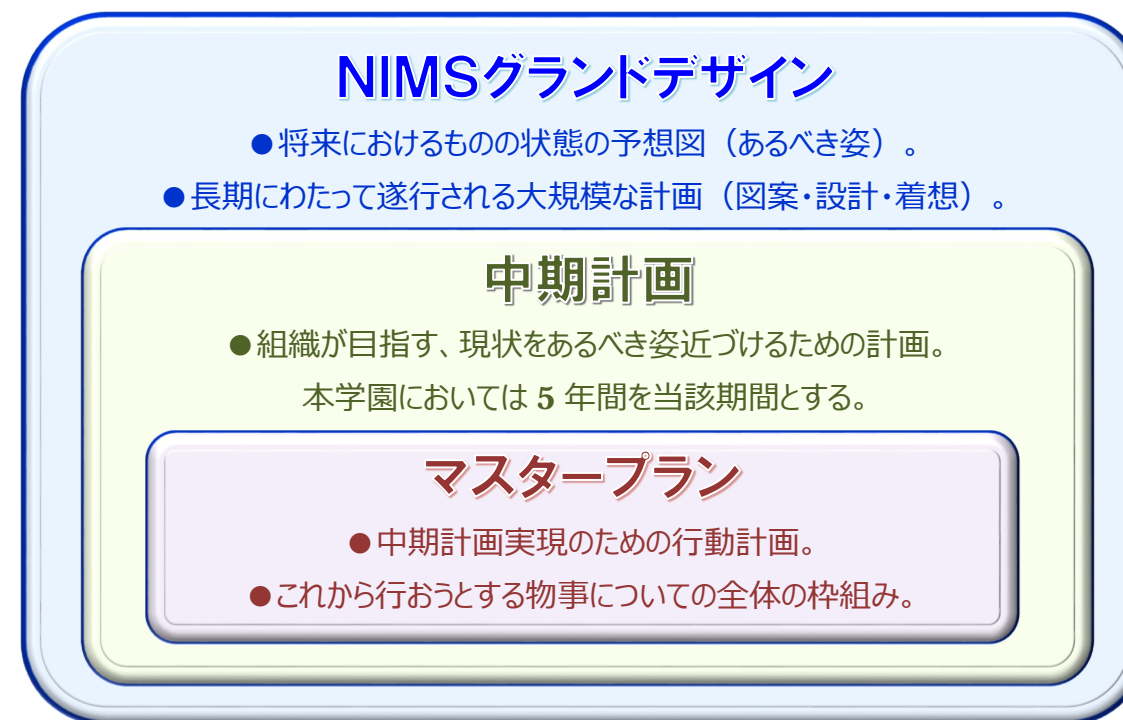 NIMSグランドデザイン
●将来におけるものの状態の予想図（あるべき姿）。
●長期にわたって遂行される大規模な計画（図案・設計・着想）。
中期計画
●組織が目指す、現状をあるべき姿近づけるための計画。
本学園においては 5 年間を当該期間とする。
マスタープラン
●中期計画実現のための行動計画。
●これから行おうとする物事についての全体の枠組み。